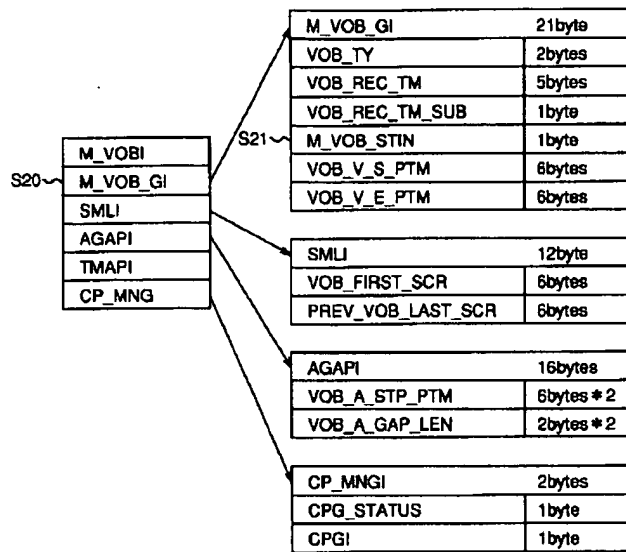 M_VOB_GI 21byte
VOB_TY 2bytes
VOB_REC_TM 5bytes
VOB_REC_TM_SUB 1byte
S21 M_VOB_STIN 1byte
VOB_V_S_PTM 6bytes
VOB_V_E_PTM 6bytes
M_VOBI
S20 M_VOB_GI
SMLI
AGAPI
TMAPI
CP_MNG
SMLI 12byte
VOB_FIRST_SCR 6bytes
PREV_VOB_LAST_SCR 6bytes
AGAPI 16bytes
VOB_A_STP_PTM 6bytes*2
VOB_A_GAP_LEN 2bytes*2
CP_MNGI 2bytes
CPG_STATUS 1byte
CPGI 1byte